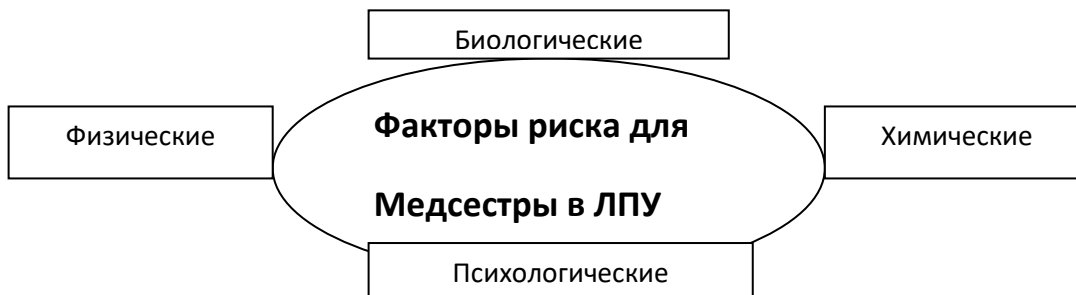 Биологические
Физические
Факторы риска для
Химические
Медсестры в ЛПУ
Психологические